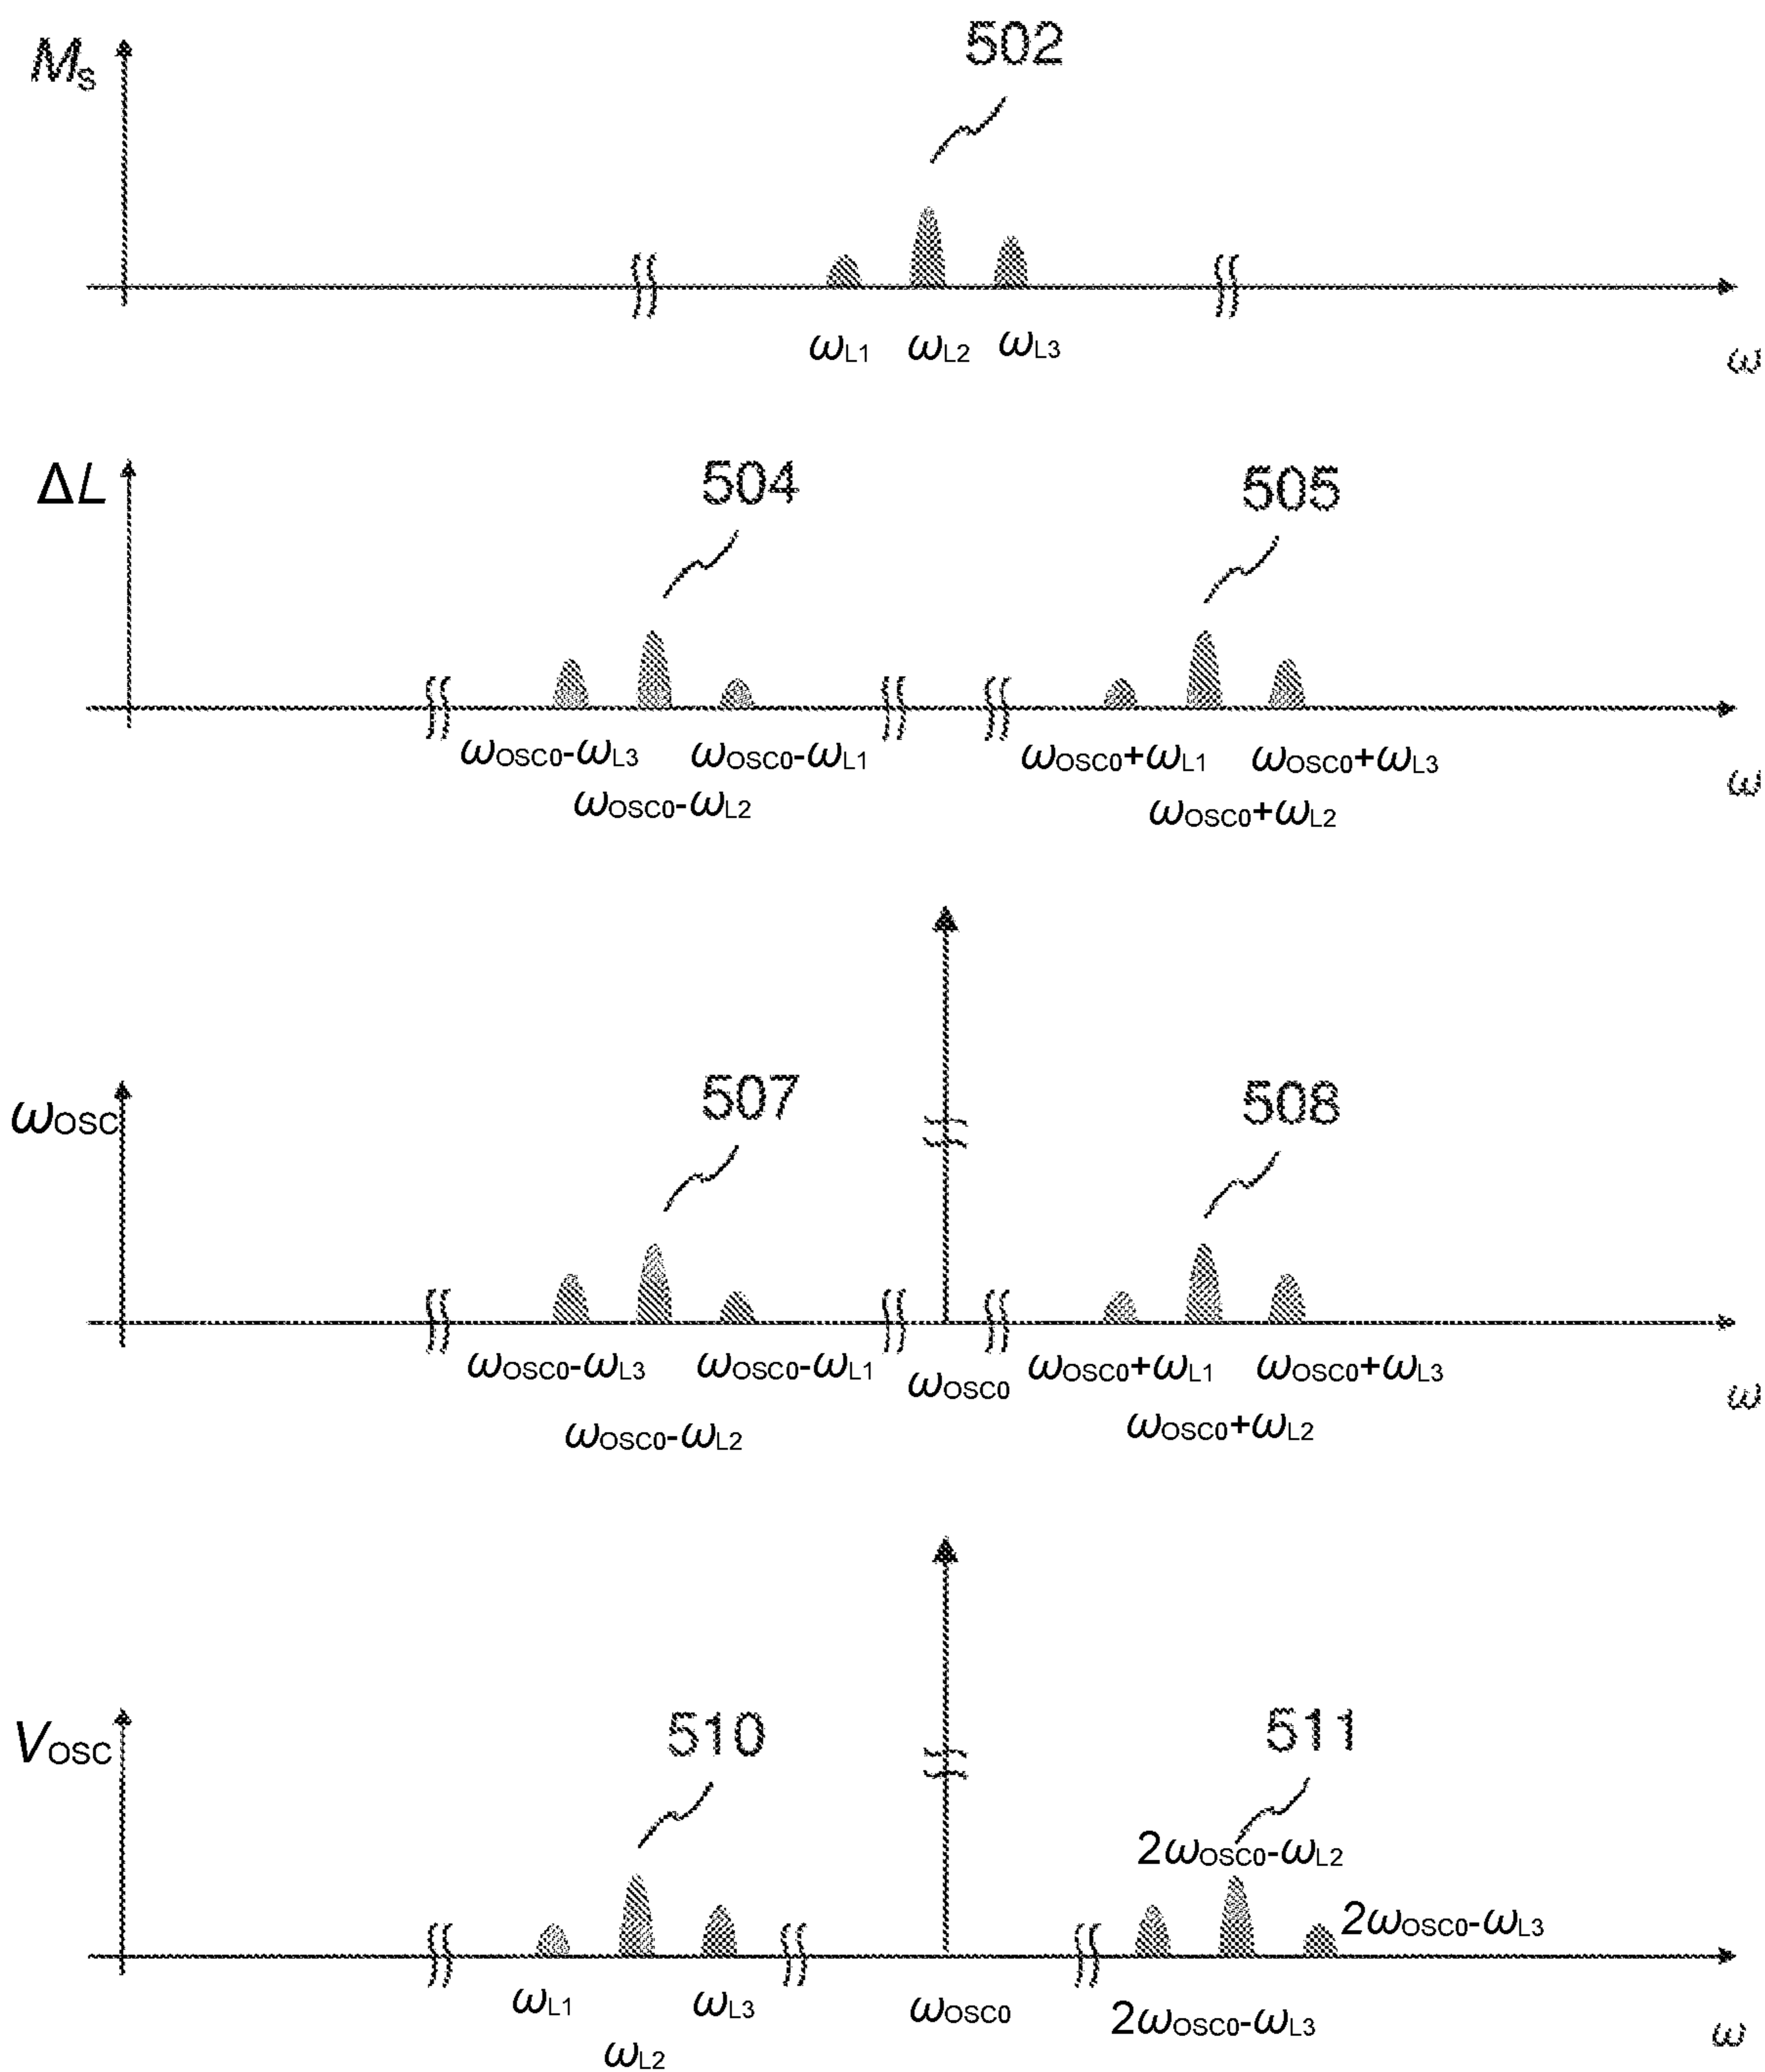 502
Ms
ωL1 ωL2 ωL3
ω
ΔL
504 505
ωOSC0-ωL3 ωOSC0-ωL1 ωOSC0+ωL1 ωOSC0+ωL3
ωOSC0-ωL2 ωOSC0+ωL2
ω
ωOSC
507 508
ωOSC0-ωL3 ωOSC0-ωL1 ωOSC0 ωOSC0+ωL1 ωOSC0+ωL3
ωOSC0-ωL2 ωOSC0+ωL2
ω
VOSC
510 511
2ωOSC0-ωL2
2ωOSC0-ωL3
ωL1 ωL3 ωOSC0 2ωOSC0-ωL3
ωL2
ω